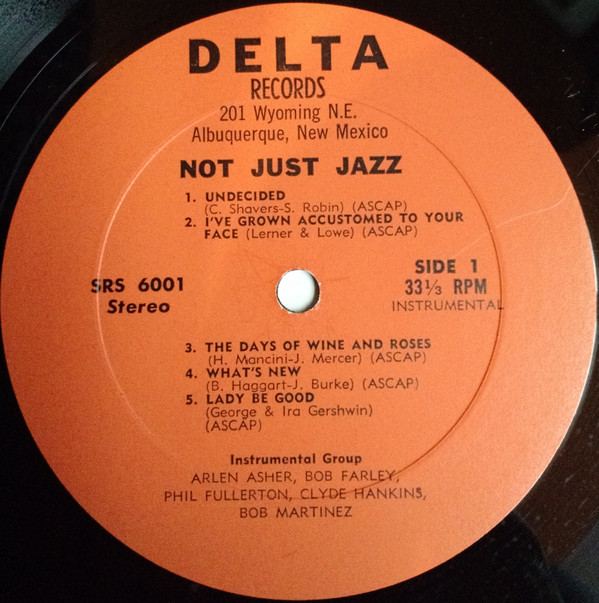 DELTA
RECORDS
201 Wyoming N.E.
Albuquerque, New Mexico
NOT JUST JAZZ
1. UNDECIDED
(C. Shavers-S. Robin) (ASCAP)
2. I'VE GROWN ACCUSTOMED TO YOUR
FACE (Lerner & Lowe) (ASCAP)
SRS 6001
Stereo
SIDE 1
33⅓ RPM
INSTRUMENTAL
3. THE DAYS OF WINE AND ROSES
(H. Mancini-J. Mercer) (ASCAP)
4. WHAT'S NEW
(B. Haggart-J. Burke) (ASCAP)
5. LADY BE GOOD
(George & Ira Gershwin)
(ASCAP)
Instrumental Group
ARLEN ASHER, BOB FARLEY,
PHIL FULLERTON, CLYDE HANKINS,
BOB MARTINEZ